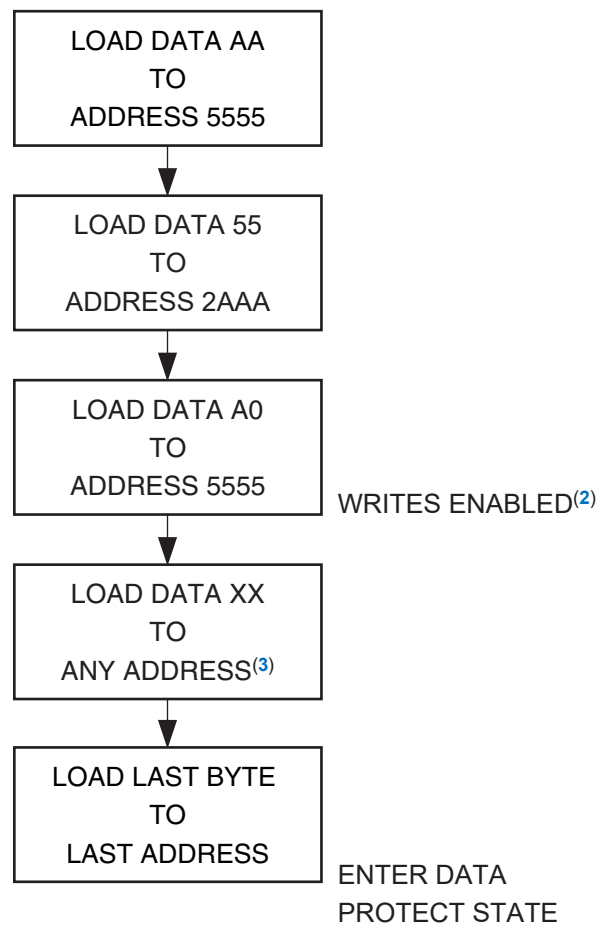 LOAD DATA AA
TO
ADDRESS 5555
LOAD DATA 55
TO
ADDRESS 2AAA
LOAD DATA A0
TO
ADDRESS 5555
WRITES ENABLED(2)
LOAD DATA XX
TO
ANY ADDRESS(3)
LOAD LAST BYTE
TO
LAST ADDRESS
ENTER DATA
PROTECT STATE